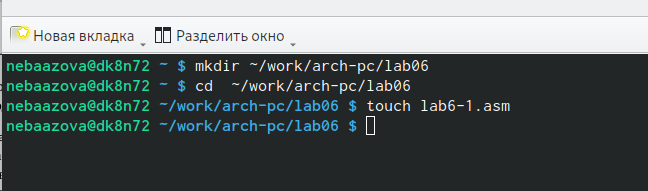 Новая вкладка Разделить окно
nebaazova@dk8n72 ~ $ mkdir ~/work/arch-pc/lab06
nebaazova@dk8n72 ~ $ cd  ~/work/arch-pc/lab06
nebaazova@dk8n72 ~/work/arch-pc/lab06 $ touch lab6-1.asm
nebaazova@dk8n72 ~/work/arch-pc/lab06 $